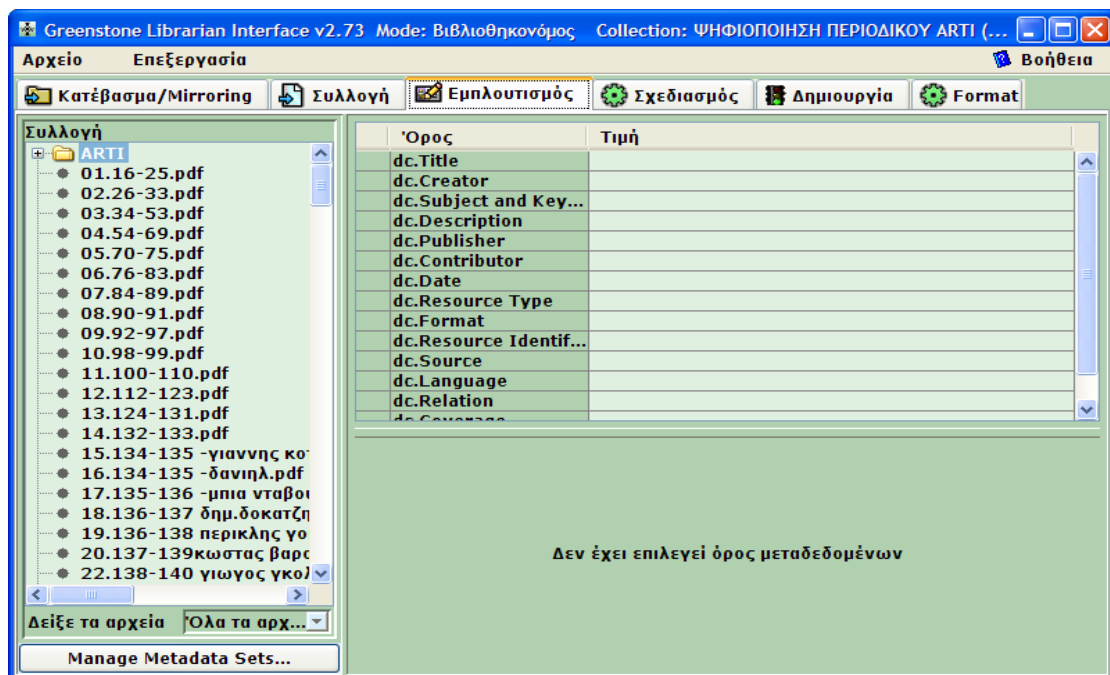 Greenstone Librarian Interface v2.73 Mode: Βιβλιοθηκονόμος Collection: ΨΗΦΙΟΠΟΙΗΣΗ ΠΕΡΙΟΔΙΚΟΥ ARTI (...
Αρχείο Επεξεργασία Βοήθεια
Κατέβασμα/Mirroring Συλλογή Εμπλουτισμός Σχεδιασμός Δημιουργία Format
Συλλογή
ARTI
01.16-25.pdf
02.26-33.pdf
03.34-53.pdf
04.54-69.pdf
05.70-75.pdf
06.76-83.pdf
07.84-89.pdf
08.90-91.pdf
09.92-97.pdf
10.98-99.pdf
11.100-110.pdf
12.112-123.pdf
13.124-131.pdf
14.132-133.pdf
15.134-135 -γιαννης κοτ
16.134-135 -δανιηλ.pdf
17.135-136 -μπια νταβου
18.136-137 δημ.δοκατζη
19.136-138 περικλης γο
20.137-139κωστας βαρο
22.138-140 γιωγος γκολ
Δείξε τα αρχεία Όλα τα αρχ...
Manage Metadata Sets...
Όρος Τιμή
dc.Title
dc.Creator
dc.Subject and Key...
dc.Description
dc.Publisher
dc.Contributor
dc.Date
dc.Resource Type
dc.Format
dc.Resource Identif...
dc.Source
dc.Language
dc.Relation
dc.Coverage
Δεν έχει επιλεγεί όρος μεταδεδομένων